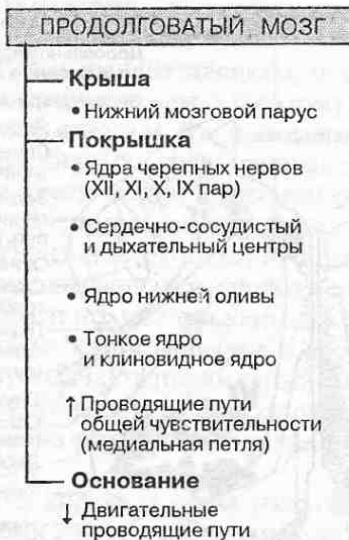 ПРОДОЛГОВАТЫЙ МОЗГ
Крыша
• Нижний мозговой парус
Покрышка
• Ядра черепных нервов
(XII, XI, X, IX пар)
• Сердечно-сосудистый
и дыхательный центры
• Ядро нижней оливы
• Тонкое ядро
и клиновидное ядро
↑ Проводящие пути
общей чувствительности
(медиальная петля)
Основание
↓ Двигательные
проводящие пути